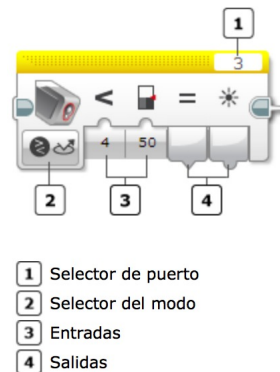 1
3
< = 
4 50
2 3 4
1 Selector de puerto
2 Selector del modo
3 Entradas
4 Salidas